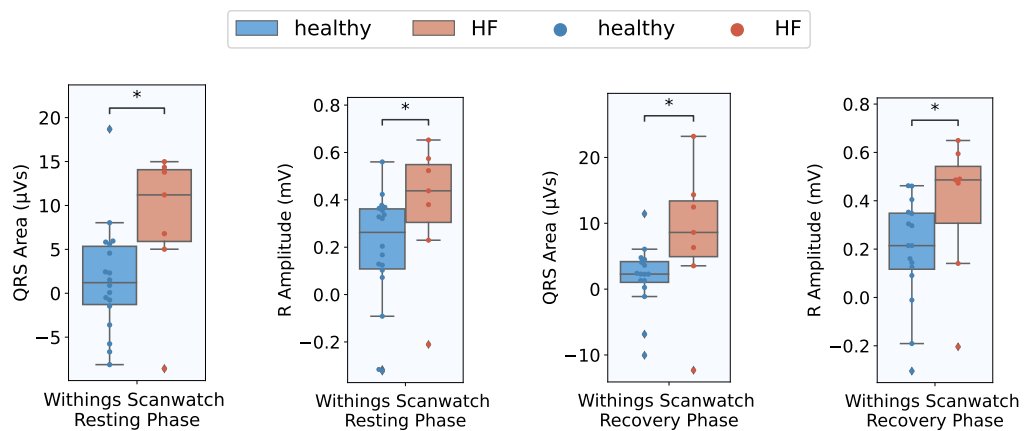 healthy HF healthy HF
QRS Area (μVs)
20
15
10
5
0
−5
*
Withings Scanwatch
Resting Phase
R Amplitude (mV)
0.8
0.6
0.4
0.2
0.0
−0.2
*
Withings Scanwatch
Resting Phase
QRS Area (μVs)
20
10
0
−10
*
Withings Scanwatch
Recovery Phase
R Amplitude (mV)
0.8
0.6
0.4
0.2
0.0
−0.2
*
Withings Scanwatch
Recovery Phase